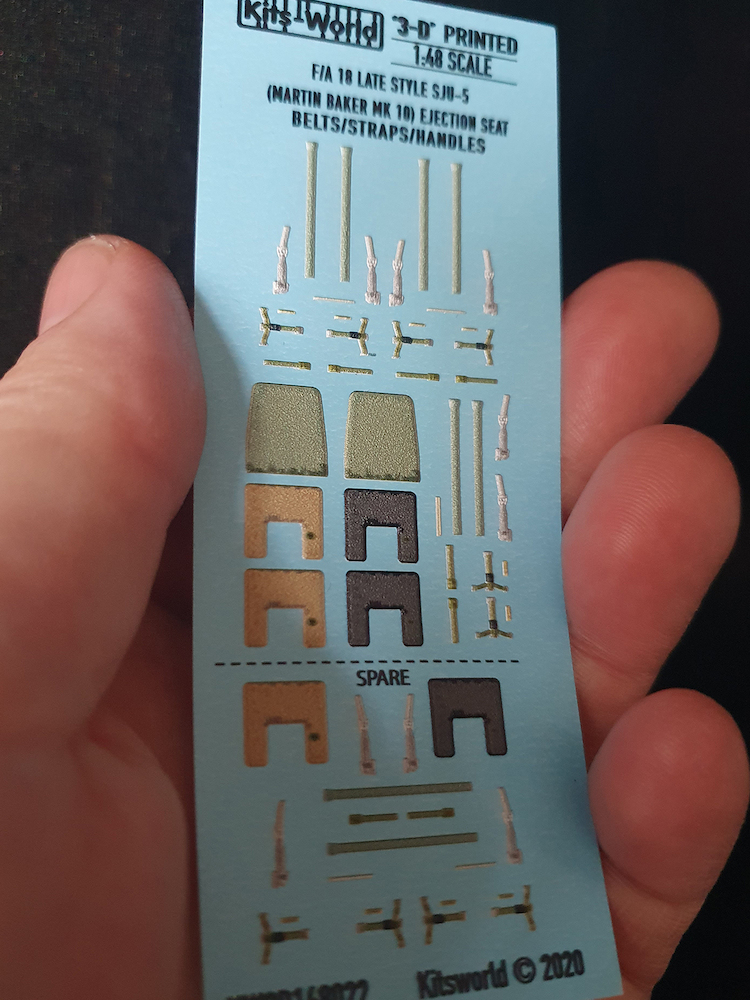 Kits-World
"3-D" PRINTED
1:48 SCALE
F/A 18 LATE STYLE SJU-5
(MARTIN BAKER MK 10) EJECTION SEAT
BELTS/STRAPS/HANDLES
SPARE
Kitsworld © 2020